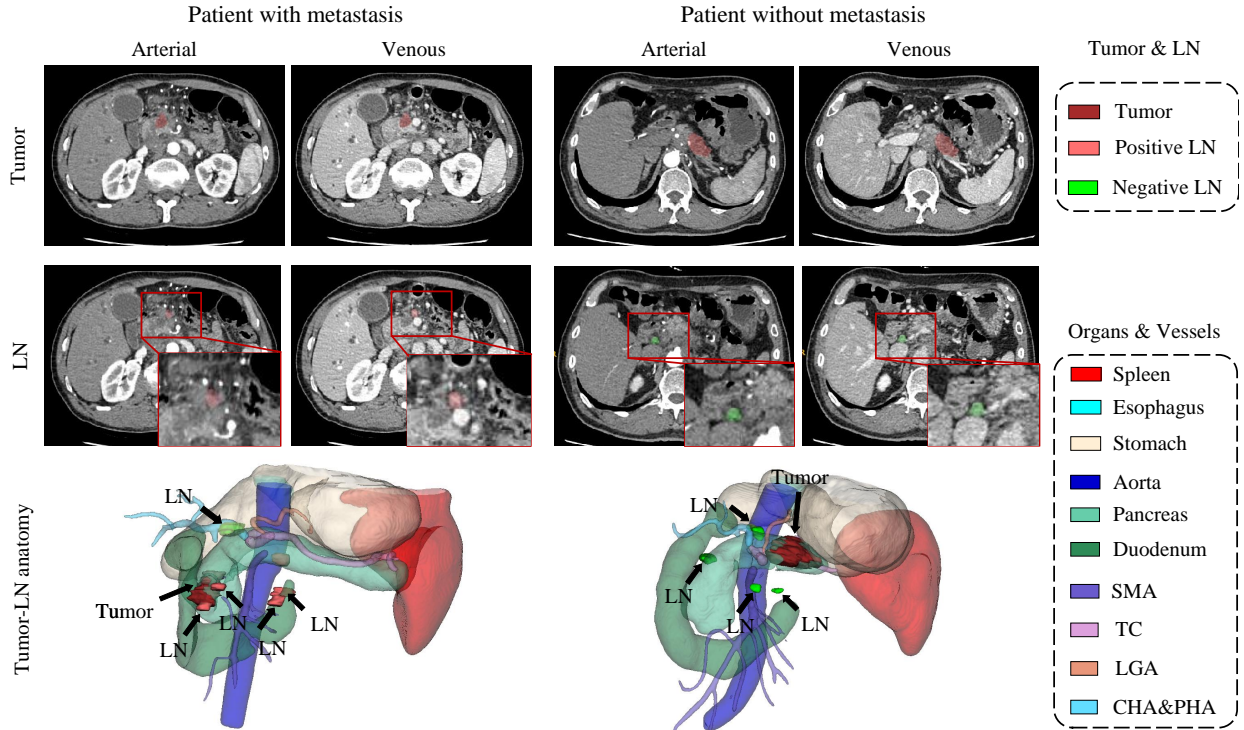 Patient with metastasis
Patient without metastasis
Arterial
Venous
Arterial
Venous
Tumor & LN
Tumor
Tumor
Positive LN
Negative LN
LN
Organs & Vessels
Spleen
Esophagus
Stomach
Aorta
Pancreas
Duodenum
SMA
TC
LGA
CHA&PHA
Tumor-LN anatomy
LN
Tumor
LN
LN
LN
LN
Tumor
LN
LN
LN
LN